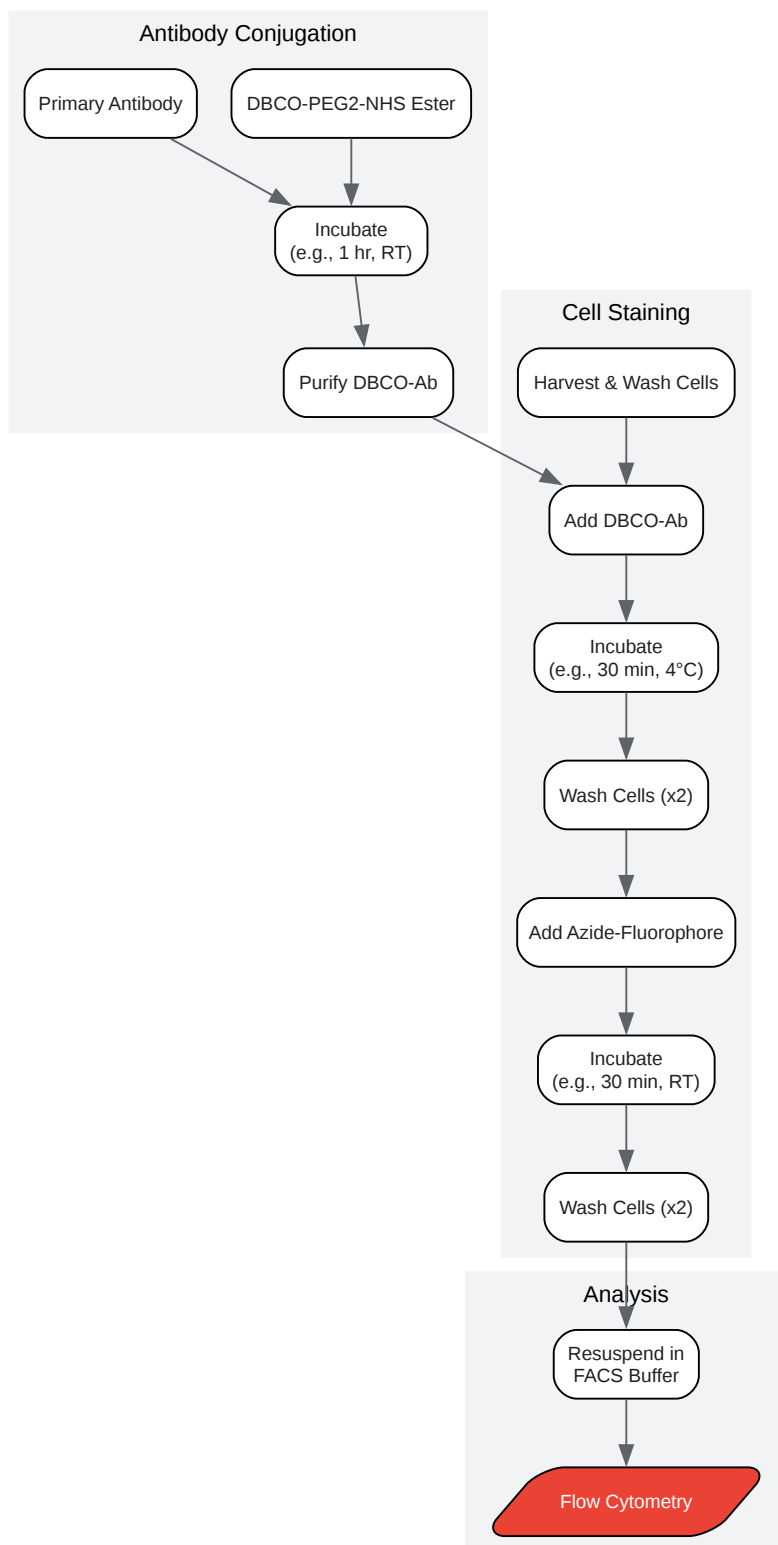 Antibody Conjugation
Primary Antibody
DBCO-PEG2-NHS Ester
Incubate
(e.g., 1 hr, RT)
Purify DBCO-Ab
Cell Staining
Harvest & Wash Cells
Add DBCO-Ab
Incubate
(e.g., 30 min, 4°C)
Wash Cells (x2)
Add Azide-Fluorophore
Incubate
(e.g., 30 min, RT)
Wash Cells (x2)
Analysis
Resuspend in
FACS Buffer
Flow Cytometry